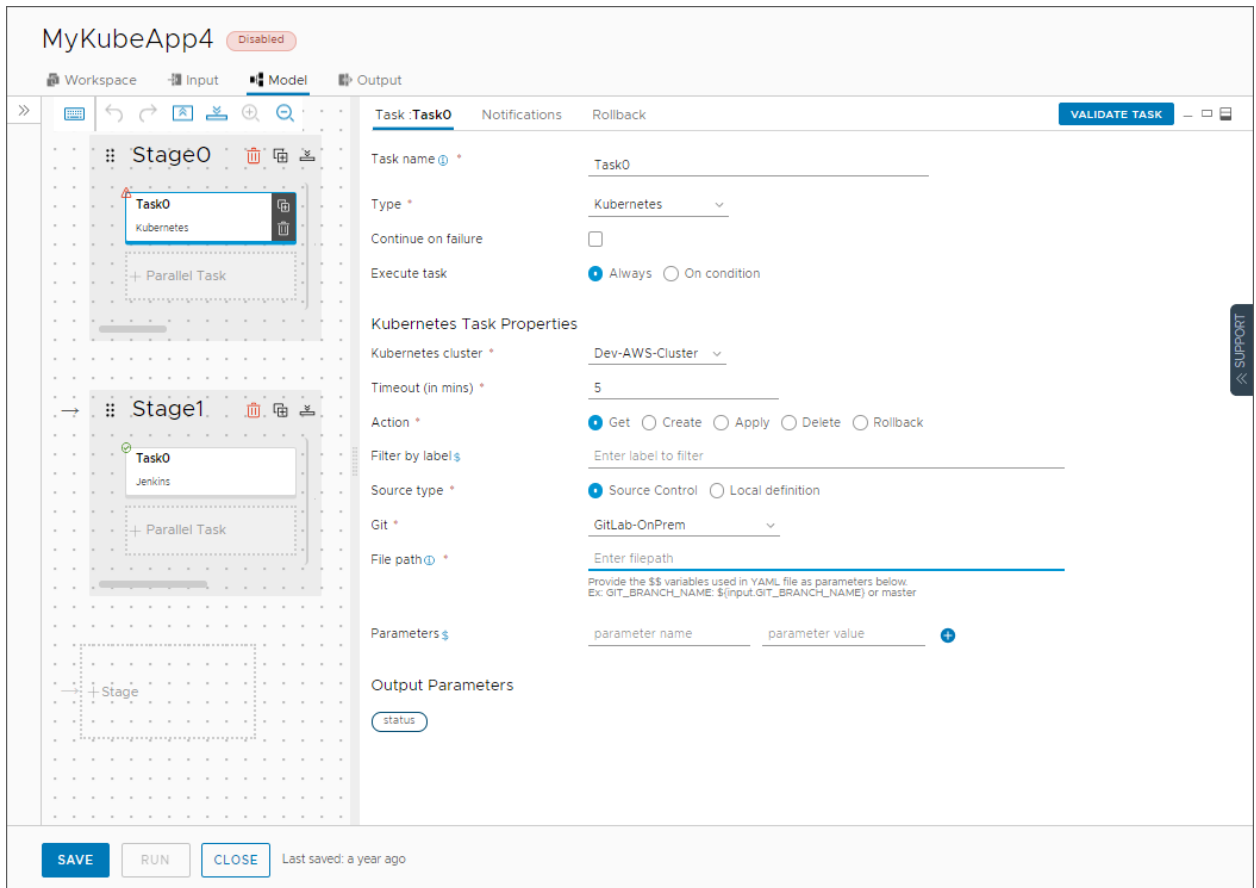 MyKubeApp4 Disabled
Workspace Input Model Output
Task :Task0 Notifications Rollback VALIDATE TASK
Stage0
Task0
Kubernetes
+ Parallel Task
Stage1
Task0
Jenkins
+ Parallel Task
+ Stage
Task name * Task0
Type * Kubernetes
Continue on failure
Execute task Always On condition
Kubernetes Task Properties
Kubernetes cluster * Dev-AWS-Cluster
Timeout (in mins) * 5
Action * Get Create Apply Delete Rollback
Filter by label $ Enter label to filter
Source type * Source Control Local definition
Git * GitLab-OnPrem
File path * Enter filepath
Provide the $$ variables used in YAML file as parameters below.
Ex: GIT_BRANCH_NAME: ${input.GIT_BRANCH_NAME} or master
Parameters $ parameter name parameter value
Output Parameters
status
SUPPORT
SAVE RUN CLOSE Last saved: a year ago